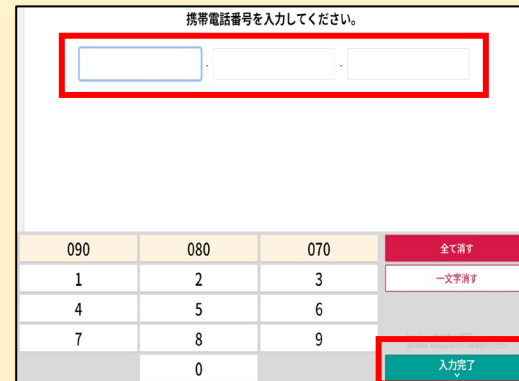 携帯電話番号を入力してください。
- -
090 080 070 全て消す
1 2 3 一文字消す
4 5 6
7 8 9
0 入力完了